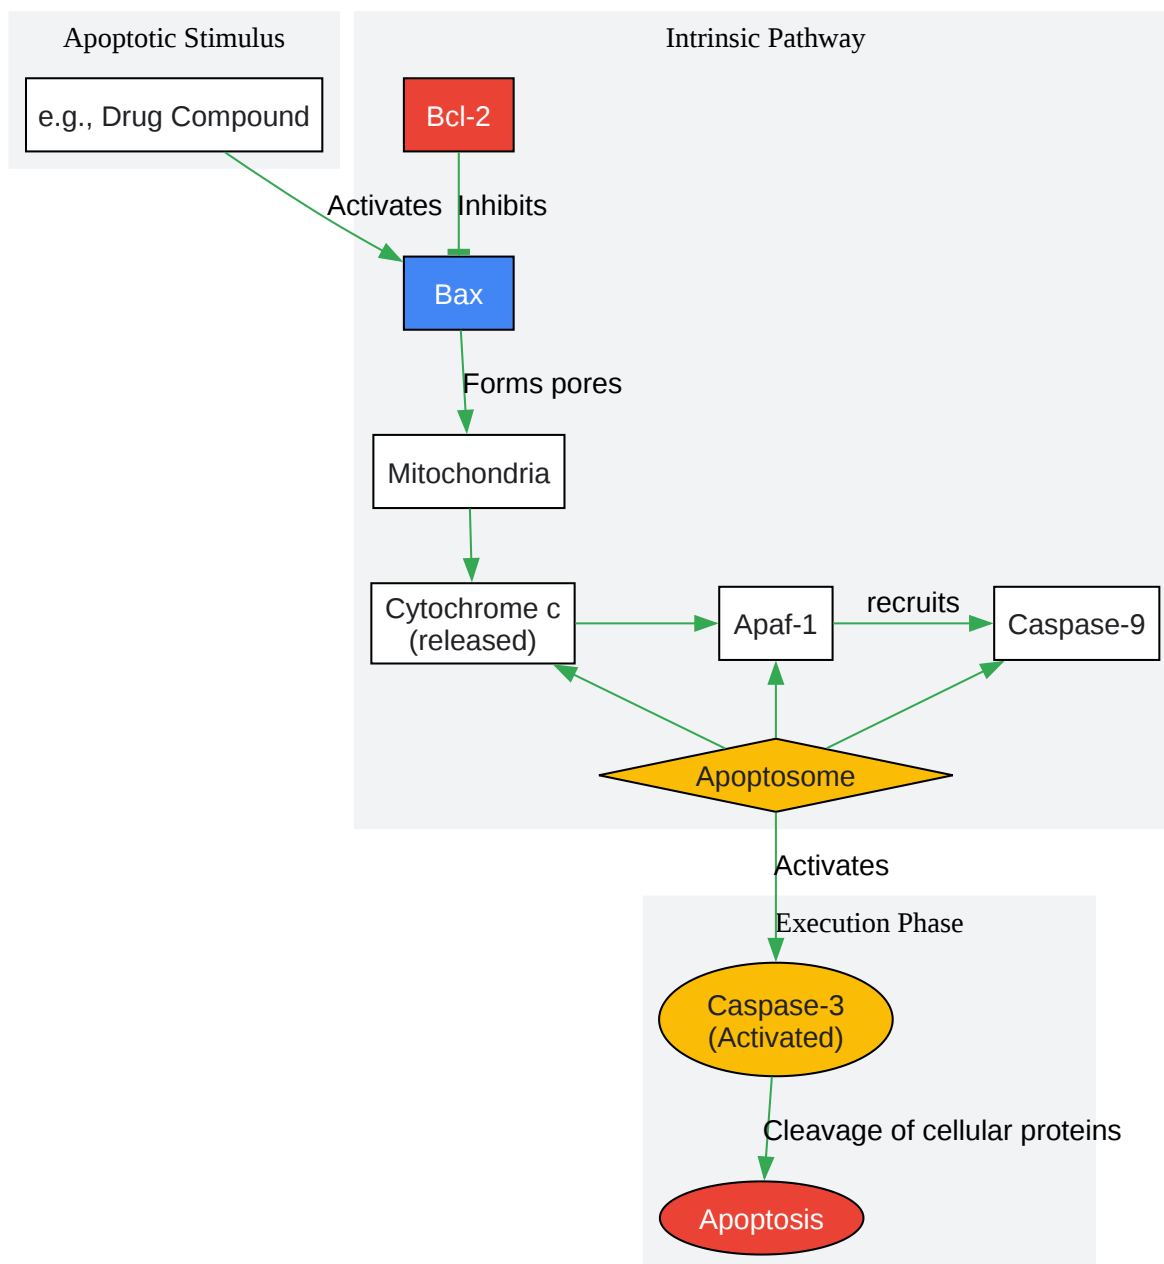 Apoptotic Stimulus
Intrinsic Pathway
e.g., Drug Compound
Bcl-2
Activates
Inhibits
Bax
Forms pores
Mitochondria
Cytochrome c
(released)
Apaf-1
recruits
Caspase-9
Apoptosome
Activates
Execution Phase
Caspase-3
(Activated)
Cleavage of cellular proteins
Apoptosis